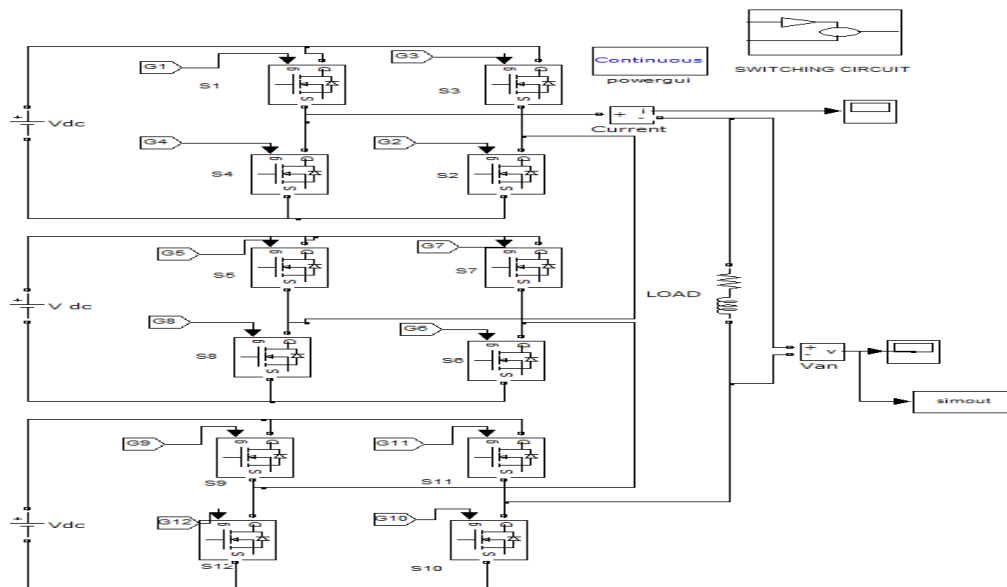 G1
S1
G3
S3
Continuous
powergui
SWITCHING CIRCUIT
Vdc
+
+
i
-
Current
G4
S4
G2
S2
G5
S5
G7
S7
V dc
+
LOAD
G8
S8
G6
S6
+
-
v
Van
simout
G9
S9
G11
S11
Vdc
+
G12
S12
G10
S10
g
D
S
g
D
S
g
D
S
g
D
S
g
D
S
g
D
S
g
D
S
g
D
S
g
D
S
g
D
S
g
D
S
g
D
S